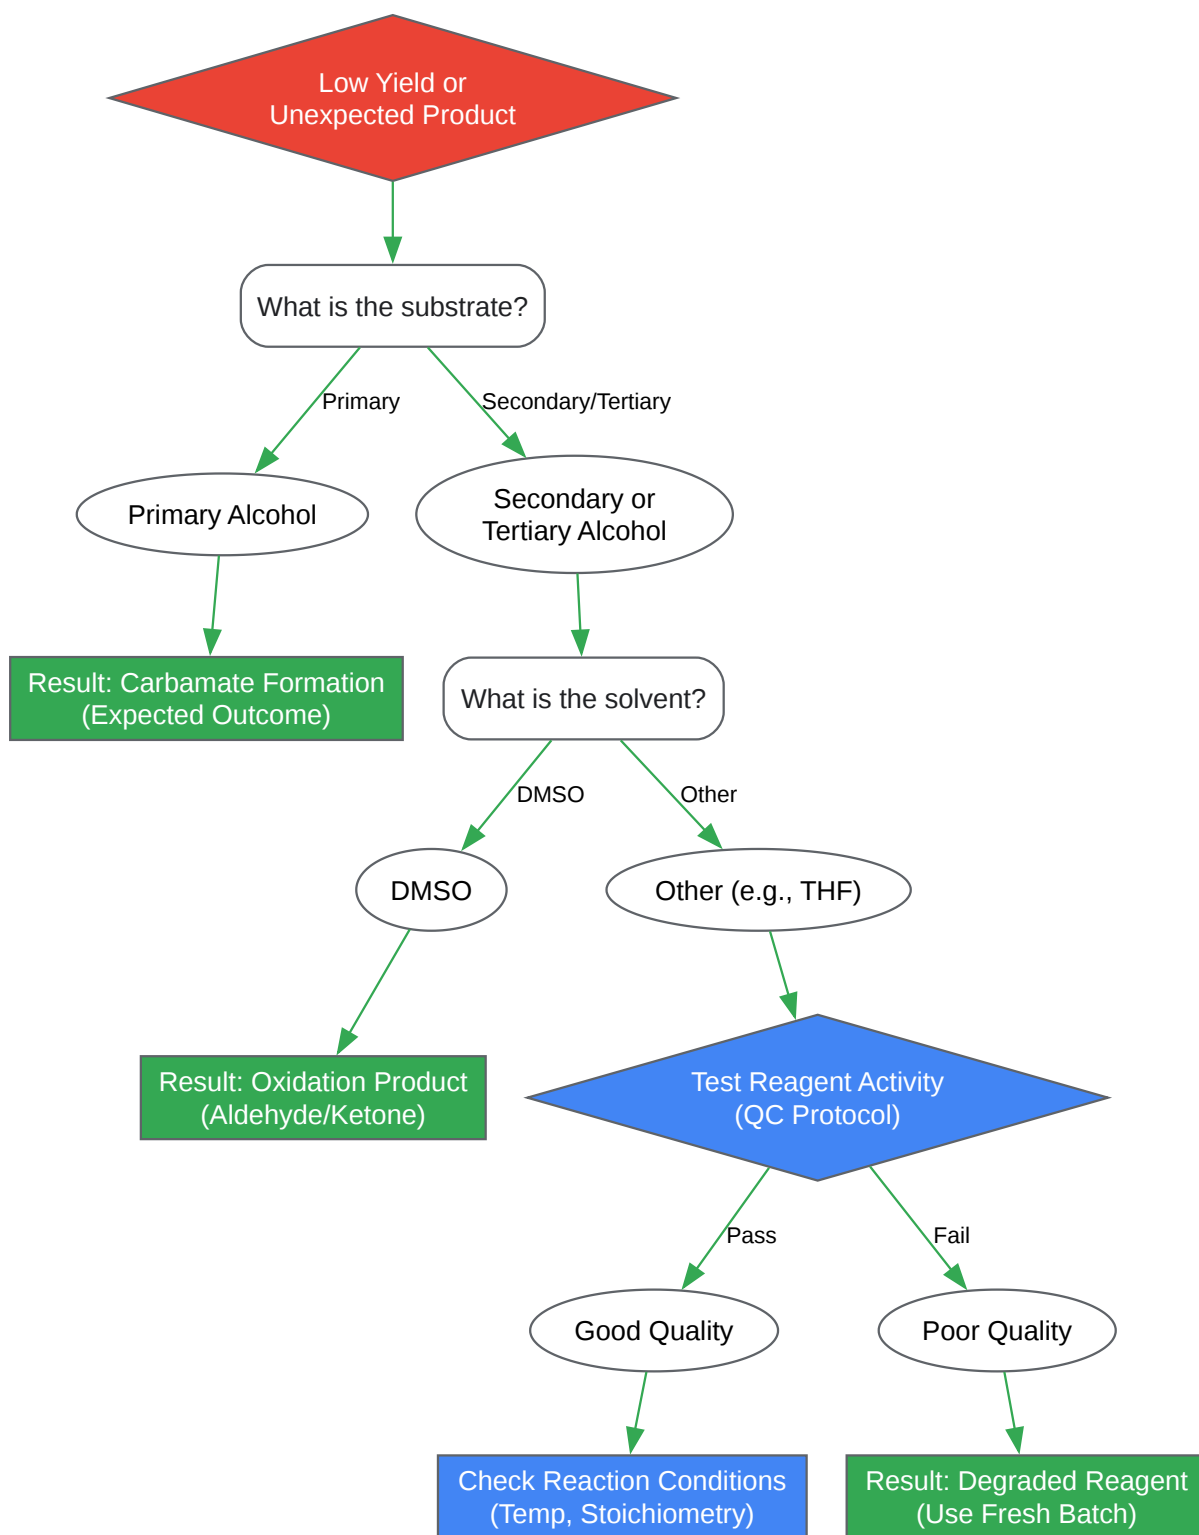 Low Yield or
Unexpected Product
What is the substrate?
Primary
Secondary/Tertiary
Primary Alcohol
Secondary or
Tertiary Alcohol
Result: Carbamate Formation
(Expected Outcome)
What is the solvent?
DMSO
Other
DMSO
Other (e.g., THF)
Result: Oxidation Product
(Aldehyde/Ketone)
Test Reagent Activity
(QC Protocol)
Pass
Fail
Good Quality
Poor Quality
Check Reaction Conditions
(Temp, Stoichiometry)
Result: Degraded Reagent
(Use Fresh Batch)